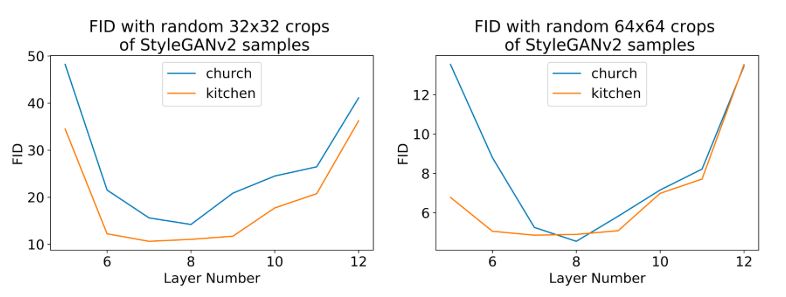 FID with random 32x32 crops
of StyleGANv2 samples
50
40
30
20
10
FID
church
kitchen
6
8
10
12
Layer Number
FID with random 64x64 crops
of StyleGANv2 samples
12
10
8
6
FID
church
kitchen
6
8
10
12
Layer Number